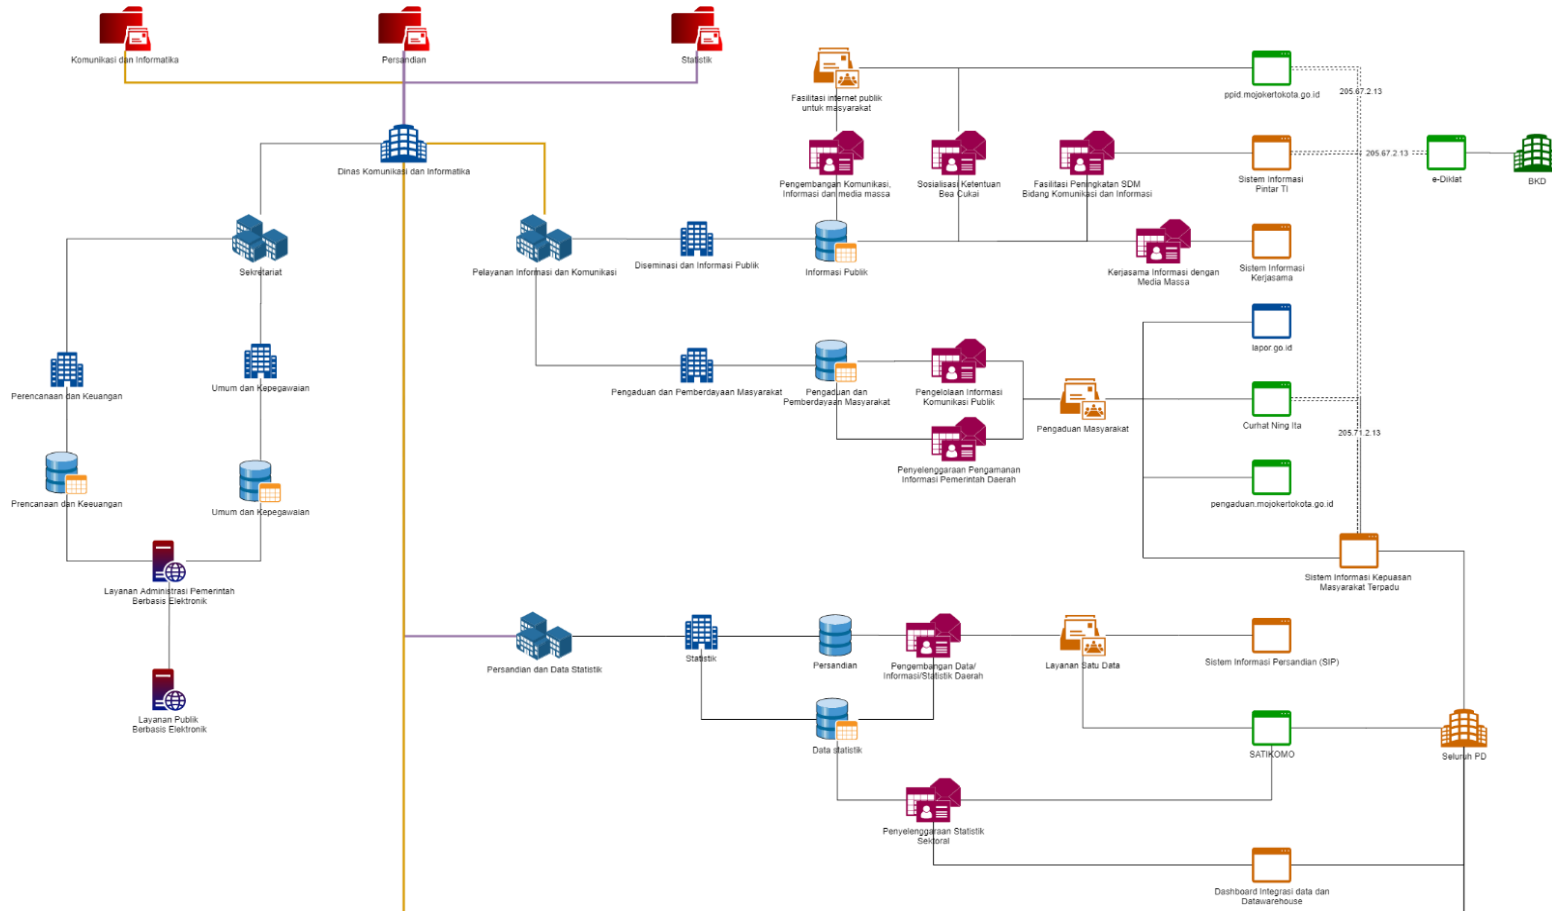 Komunikasi dan Informatika
Persandian
Statistik
Fasilitasi internet publik
untuk masyarakat
ppid.mojokertokota.go.id
205.67.2.13
Dinas Komunikasi dan Informatika
Pengembangan Komunikasi,
Informasi dan media massa
Sosialisasi Ketentuan
Bea Cukai
Fasilitasi Peningkatan SDM
Bidang Komunikasi dan Informasi
Sistem Informasi
Pintar TI
205.67.2.13
e-Diklat
BKD
Sekretariat
Pelayanan Informasi dan Komunikasi
Diseminasi dan Informasi Publik
Informasi Publik
Kerjasama Informasi dengan
Media Massa
Sistem Informasi
Kerjasama
lapor.go.id
Perencanaan dan Keuangan
Umum dan Kepegawaian
Pengaduan dan Pemberdayaan Masyarakat
Pengaduan dan
Pemberdayaan Masyarakat
Pengelolaan Informasi
Komunikasi Publik
Pengaduan Masyarakat
Curhat Ning Ita
205.71.2.13
Penyelenggaraan Pengamanan
Informasi Pemerintah Daerah
Prencanaan dan Keeuangan
Umum dan Kepegawaian
pengaduan.mojokertokota.go.id
Layanan Administrasi Pemerintah
Berbasis Elektronik
Sistem Informasi Kepuasan
Masyarakat Terpadu
Persandian dan Data Statistik
Statistik
Persandian
Pengembangan Data/
Informasi/Statistik Daerah
Layanan Satu Data
Sistem Informasi Persandian (SIP)
Layanan Publik
Berbasis Elektronik
Data statistik
SATIKOMO
Seluruh PD
Penyelenggaraan Statistik
Sektoral
Dashboard Integrasi data dan
Datawarehouse